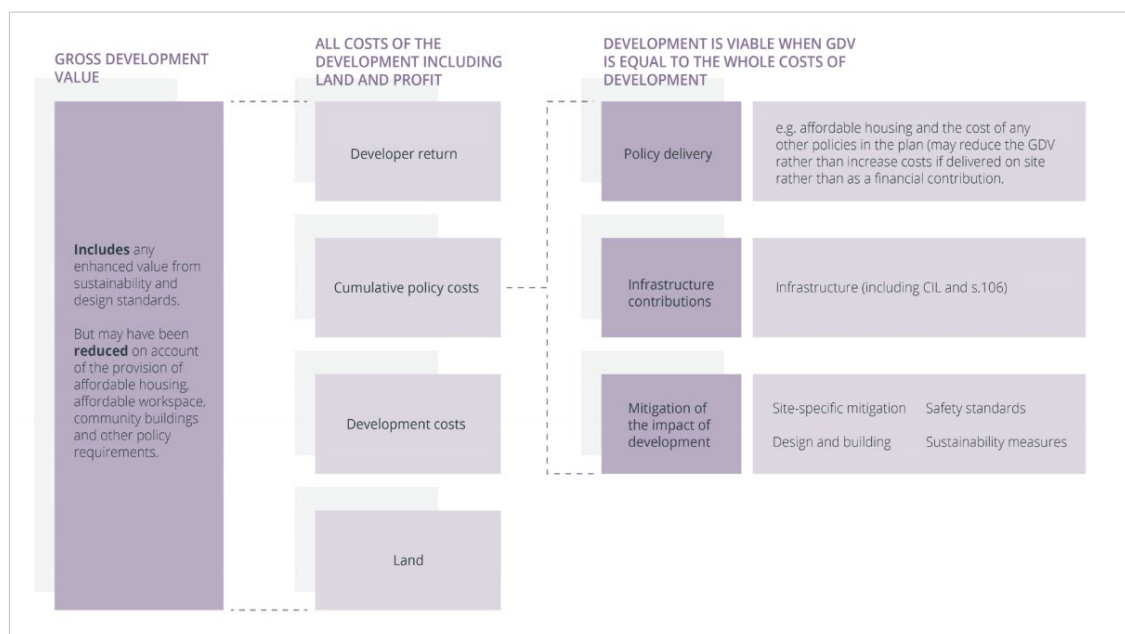 GROSS DEVELOPMENT
VALUE
Includes any
enhanced value from
sustainability and
design standards.
But may have been
reduced on account
of the provision of
affordable housing,
affordable workspace,
community buildings
and other policy
requirements.
ALL COSTS OF THE
DEVELOPMENT INCLUDING
LAND AND PROFIT
Developer return
Cumulative policy costs
Development costs
Land
DEVELOPMENT IS VIABLE WHEN GDV
IS EQUAL TO THE WHOLE COSTS OF
DEVELOPMENT
Policy delivery
e.g. affordable housing and the cost of any
other policies in the plan (may reduce the GDV
rather than increase costs if delivered on site
rather than as a financial contribution.
Infrastructure
contributions
Infrastructure (including CIL and s.106)
Mitigation of
the impact of
development
Site-specific mitigation
Safety standards
Design and building
Sustainability measures